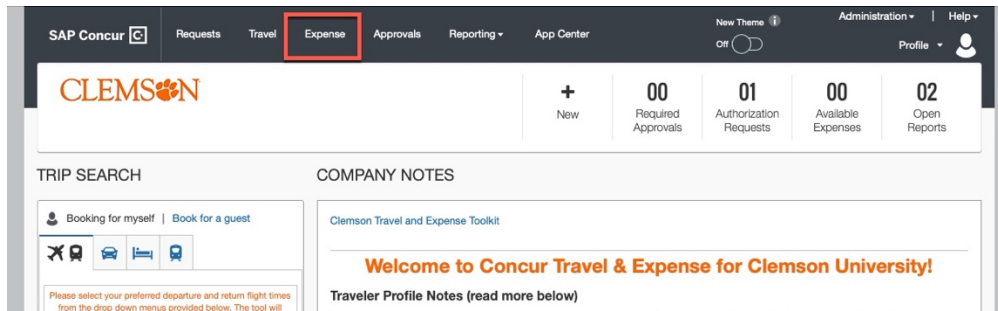 SAP Concur C Requests Travel Expense Approvals Reporting App Center New Theme i Off Administration | Help
Profile
CLEMSON
+ 00 01 00 02
New Required Approvals Authorization Requests Available Expenses Open Reports
TRIP SEARCH
COMPANY NOTES
Booking for myself | Book for a guest
Clemson Travel and Expense Toolkit
Welcome to Concur Travel & Expense for Clemson University!
Please select your preferred departure and return flight times
from the drop down menus provided below. The tool will
Traveler Profile Notes (read more below)